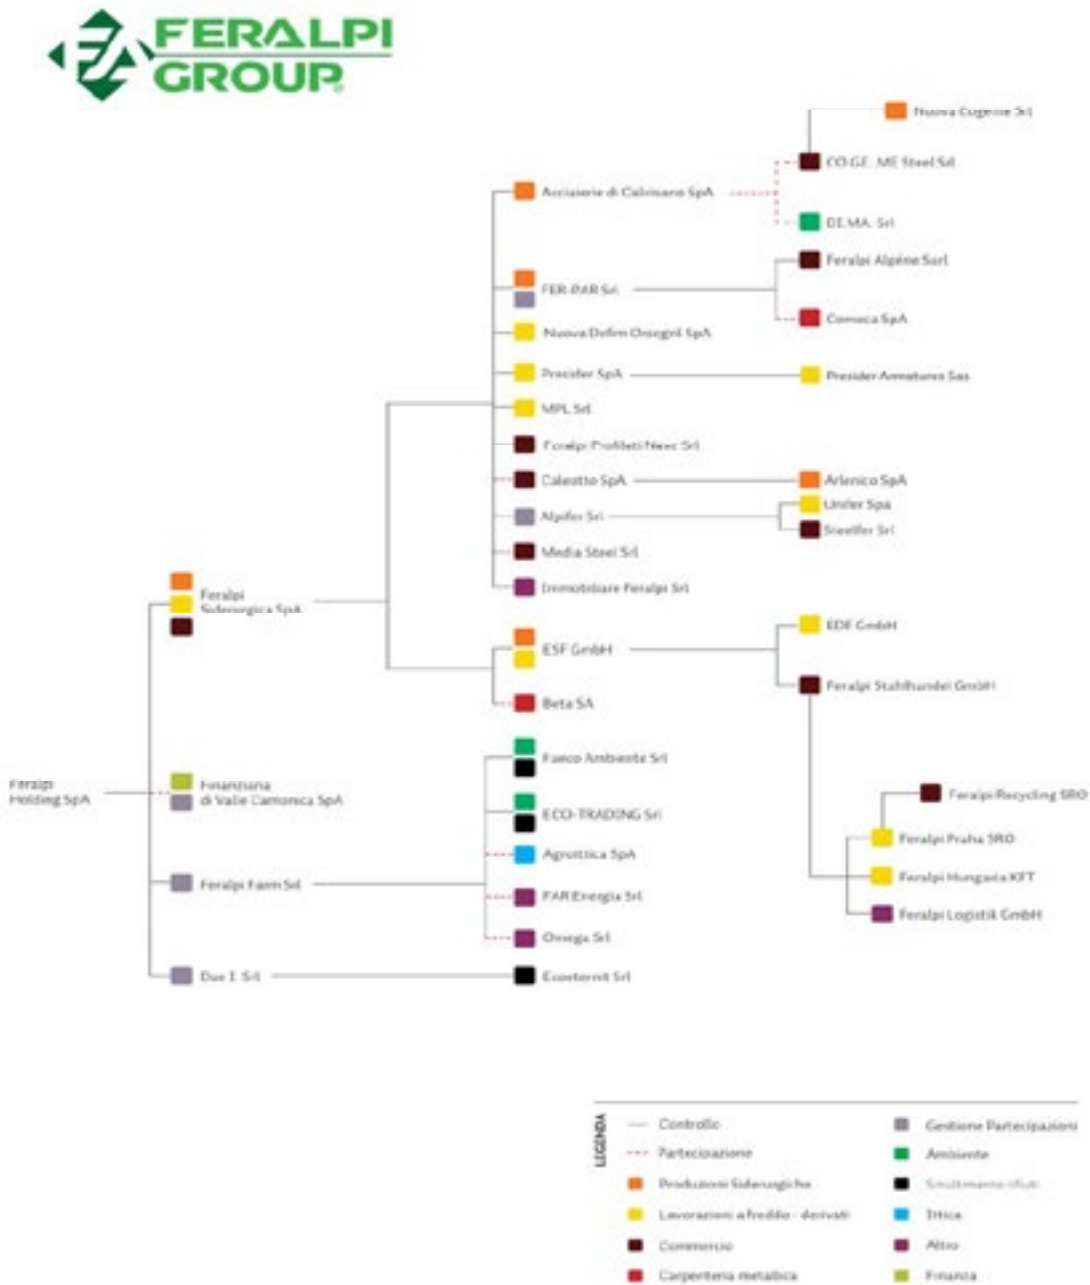 FERALPI
GROUP
Nuova Cogeme Srl
CO.GE. ME Steel Srl
Acciaierie di Calvisano SpA
DI.MA. Srl
Feralpi Algérie Sarl
FER-PAR Srl
Comeca SpA
Nuova Defim Orsogril SpA
Presider SpA
Presider Armatures Sas
MPL Srl
Feralpi Profilati Nave Srl
Caleotto SpA
Arlenico SpA
Unifer Spa
Alpifer Srl
Steelfer Srl
Media Steel Srl
Immobiliare Feralpi Srl
Feralpi
Siderurgica SpA
EDF GmbH
ESF GmbH
Feralpi Stahlhandel GmbH
Beta SA
Faeco Ambiente Srl
Feralpi
Holding SpA
Finanziaria
di Valle Camonica SpA
Feralpi Recycling SRO
ECO-TRADING Srl
Feralpi Praha SRO
Agroittica SpA
Feralpi Hungaria KFT
Feralpi Farm Srl
FAR Energia Srl
Feralpi Logistik GmbH
Omega Srl
Due I. Srl
Ecoeternit Srl
LEGENDA
Controllo
Partecipazione
Produzioni Siderurgiche
Lavorazioni a freddo - derivati
Commercio
Carpenteria metallica
Gestione Partecipazioni
Ambiente
Smaltimento rifiuti
Ittica
Altro
Finanza